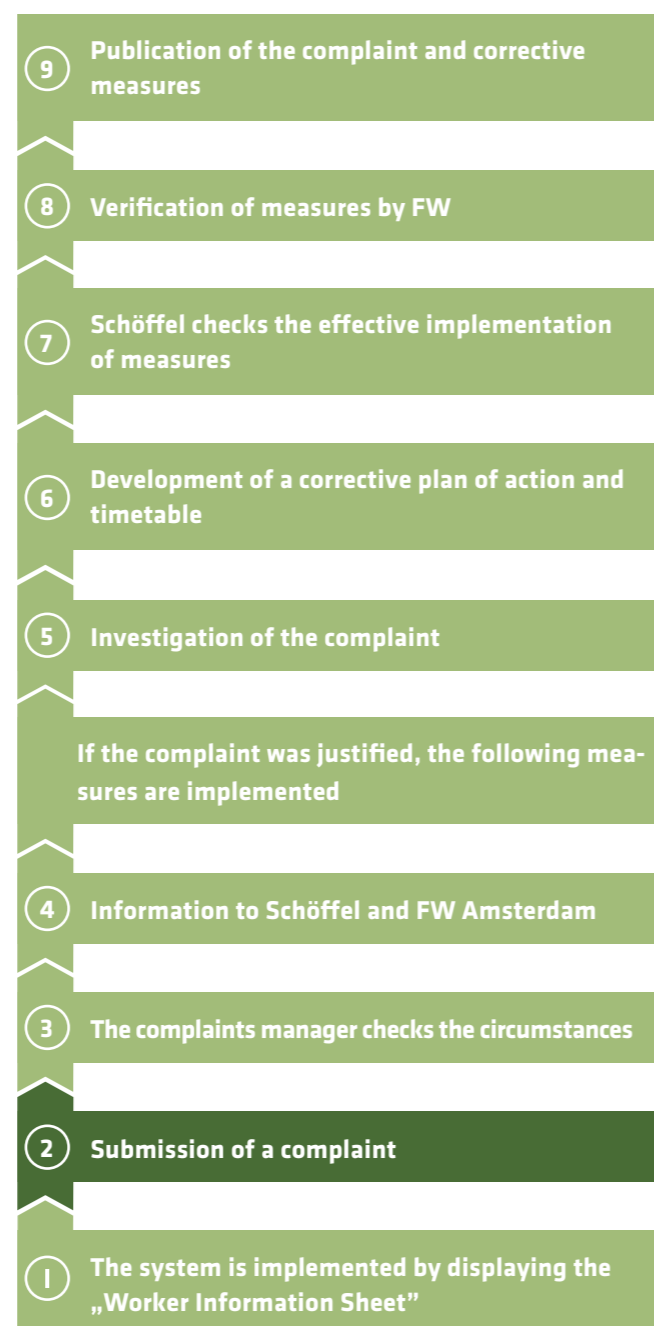 9 Publication of the complaint and corrective
measures
8 Verification of measures by FW
7 Schöffel checks the effective implementation
of measures
6 Development of a corrective plan of action and
timetable
5 Investigation of the complaint
If the complaint was justified, the following mea-
sures are implemented
4 Information to Schöffel and FW Amsterdam
3 The complaints manager checks the circumstances
2 Submission of a complaint
1 The system is implemented by displaying the
„Worker Information Sheet”